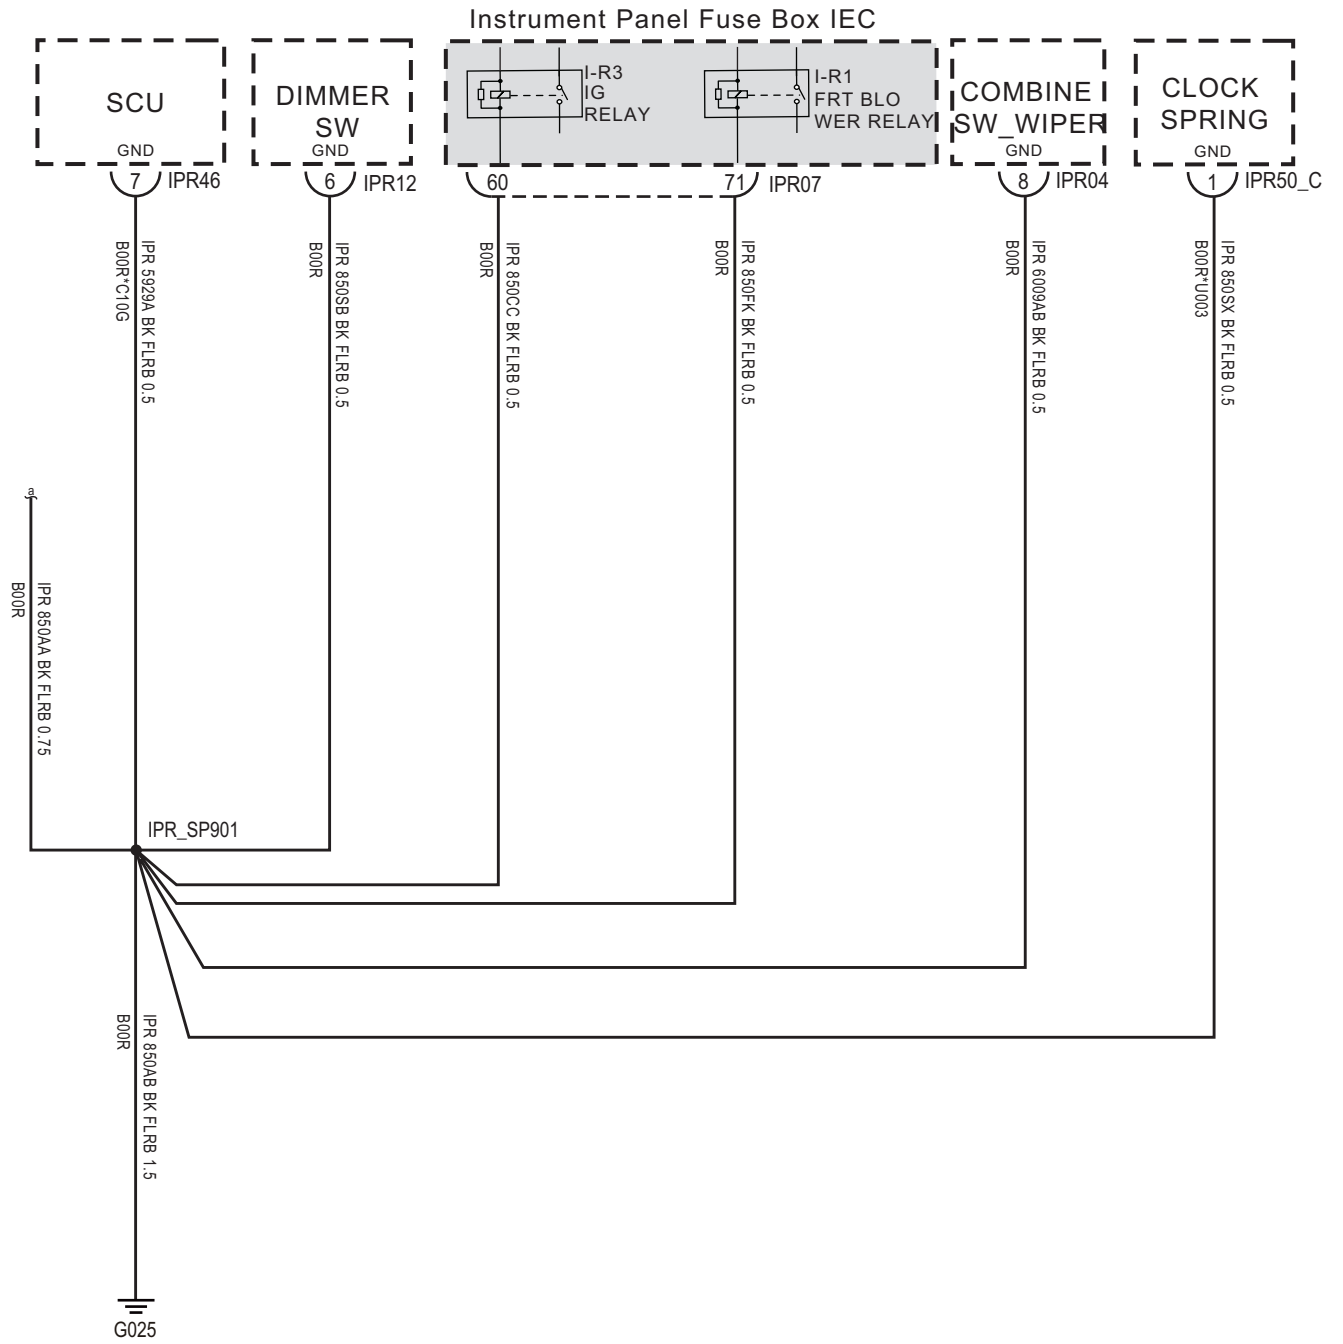 Instrument Panel Fuse Box IEC
SCU
GND
7 IPR46
DIMMER
SW
GND
6 IPR12
I-R3
IG
RELAY
60
I-R1
FRT BLO
WER RELAY
71 IPR07
COMBINE
SW_WIPER
GND
8 IPR04
CLOCK
SPRING
GND
1 IPR50_C
IPR 5929A BK FLRB 0.5
B00R*C10G
IPR 850SB BK FLRB 0.5
B00R
IPR 850CC BK FLRB 0.5
B00R
IPR 850FK BK FLRB 0.5
B00R
IPR 6009AB BK FLRB 0.5
B00R
IPR 850SX BK FLRB 0.5
B00R*U003
a
IPR 850AA BK FLRB 0.75
B00R
IPR_SP901
IPR 850AB BK FLRB 1.5
B00R
G025